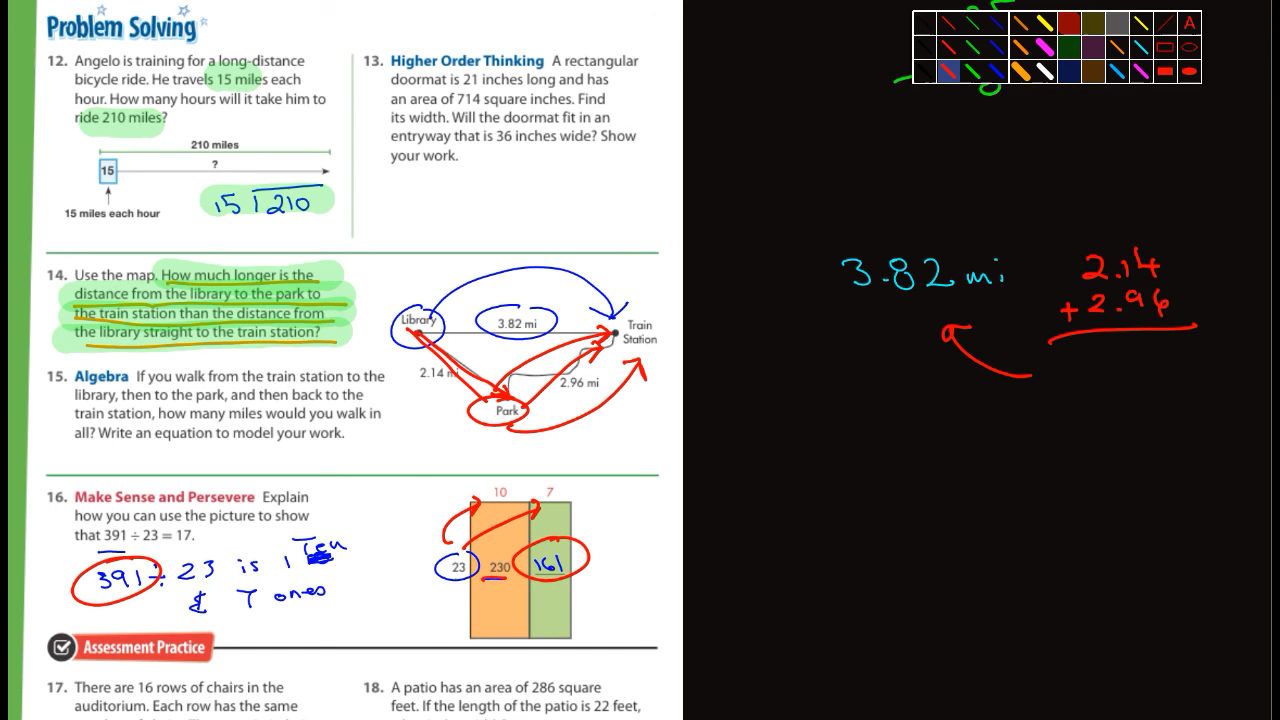 Problem Solving
12. Angelo is training for a long-distance
bicycle ride. He travels 15 miles each
hour. How many hours will it take him to
ride 210 miles?
210 miles
?
15
15 miles each hour
15 210
13. Higher Order Thinking A rectangular
doormat is 21 inches long and has
an area of 714 square inches. Find
its width. Will the doormat fit in an
entryway that is 36 inches wide? Show
your work.
14. Use the map. How much longer is the
distance from the library to the park to
the train station than the distance from
the library straight to the train station?
Library
3.82 mi
Train
Station
2.14 mi
2.96 mi
Park
15. Algebra If you walk from the train station to the
library, then to the park, and then back to the
train station, how many miles would you walk in
all? Write an equation to model your work.
16. Make Sense and Persevere Explain
how you can use the picture to show
that 391 ÷ 23 = 17.
391 ÷ 23 is 1 Ten
& 7 ones
10 7
23 230 161
Assessment Practice
17. There are 16 rows of chairs in the
auditorium. Each row has the same
18. A patio has an area of 286 square
feet. If the length of the patio is 22 feet,
A
3.82 mi
2.14
+ 2.96